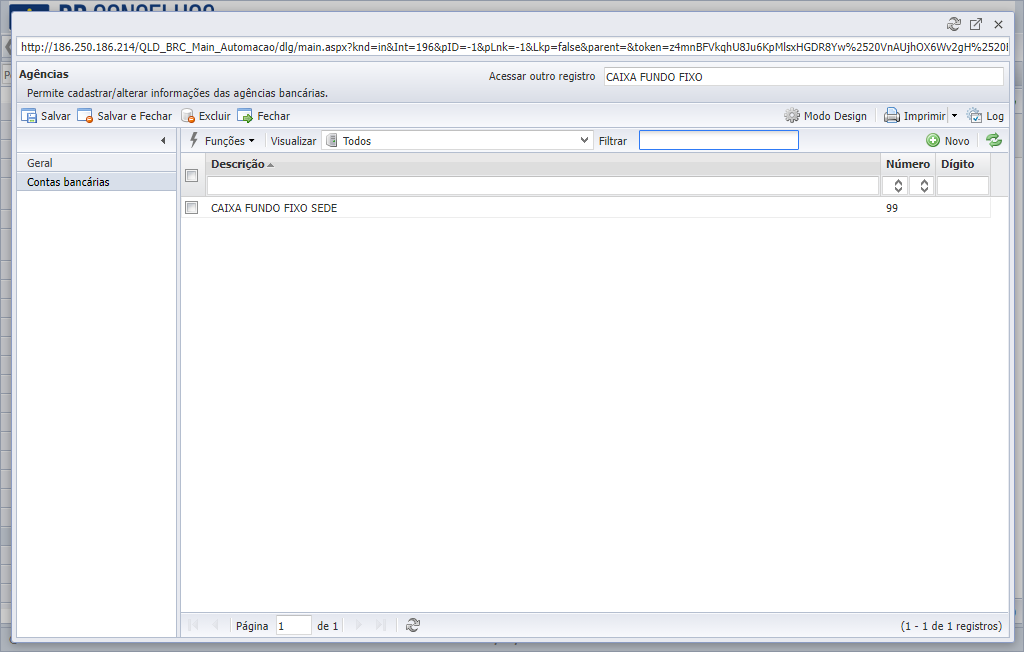 BR CONSELHOS
http://186.250.186.214/QLD_BRC_Main_Automacao/dlg/main.aspx?knd=in&Int=196&pID=-1&pLnk=-1&Lkp=false&parent=&token=z4mnBFVkqhU8Ju6KpMlsxHGDR8Yw%2520VnAUjhOX6Wv2gH%2520
Agências
Acessar outro registro CAIXA FUNDO FIXO
Permite cadastrar/alterar informações das agências bancárias.
Salvar Salvar e Fechar Excluir Fechar Modo Design Imprimir Log
Funções Visualizar Todos Filtrar Novo
Geral
Contas bancárias
Descrição Número Dígito
CAIXA FUNDO FIXO SEDE 99
Página 1 de 1 (1 - 1 de 1 registros)